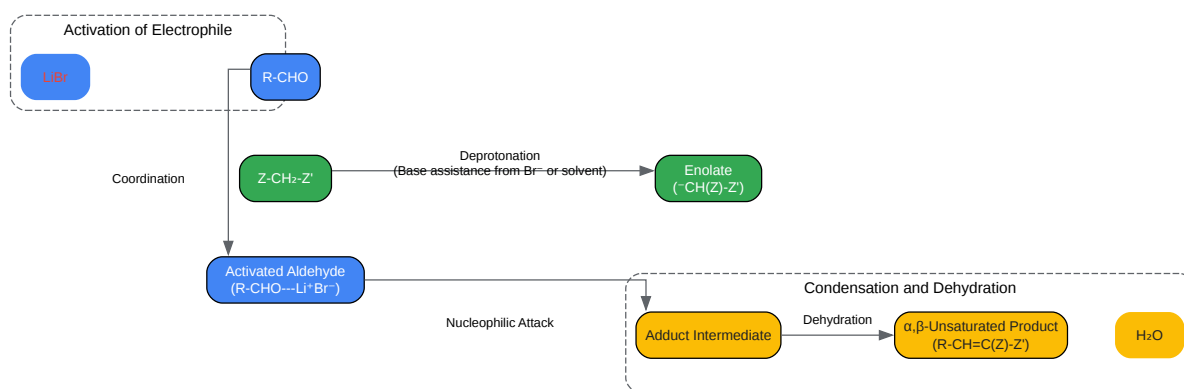 Activation of Electrophile
LiBr
R-CHO
Deprotonation
(Base assistance from Br⁻ or solvent)
Coordination
Z-CH₂-Z'
Enolate
(⁻CH(Z)-Z')
Activated Aldehyde
(R-CHO---Li⁺Br⁻)
Condensation and Dehydration
Nucleophilic Attack
Adduct Intermediate
Dehydration
α,β-Unsaturated Product
(R-CH=C(Z)-Z')
H₂O